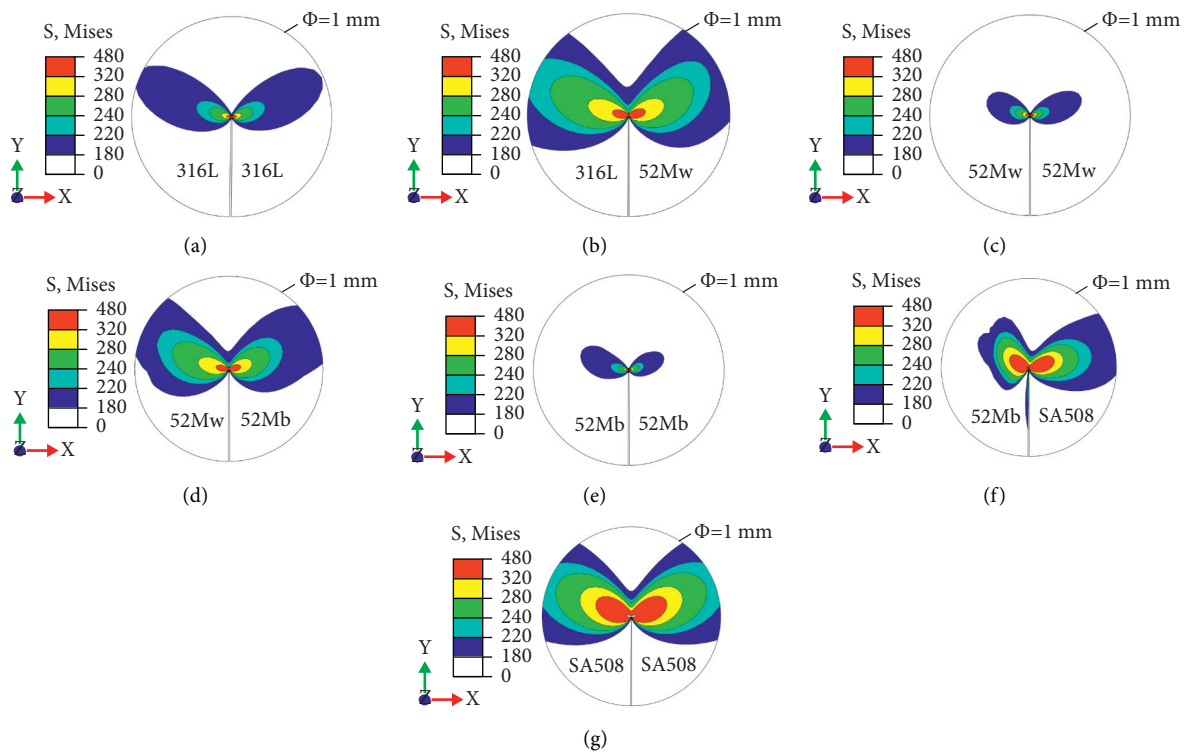 S, Mises
480
320
280
240
220
180
0
Y
Z
X
Φ=1 mm
316L 316L
(a)
S, Mises
480
320
280
240
220
180
0
Y
Z
X
Φ=1 mm
316L 52Mw
(b)
S, Mises
480
320
280
240
220
180
0
Y
Z
X
Φ=1 mm
52Mw 52Mw
(c)
S, Mises
480
320
280
240
220
180
0
Y
Z
X
Φ=1 mm
52Mw 52Mb
(d)
S, Mises
480
320
280
240
220
180
0
Y
Z
X
Φ=1 mm
52Mb 52Mb
(e)
S, Mises
480
320
280
240
220
180
0
Y
Z
X
Φ=1 mm
52Mb SA508
(f)
S, Mises
480
320
280
240
220
180
0
Y
Z
X
Φ=1 mm
SA508 SA508
(g)